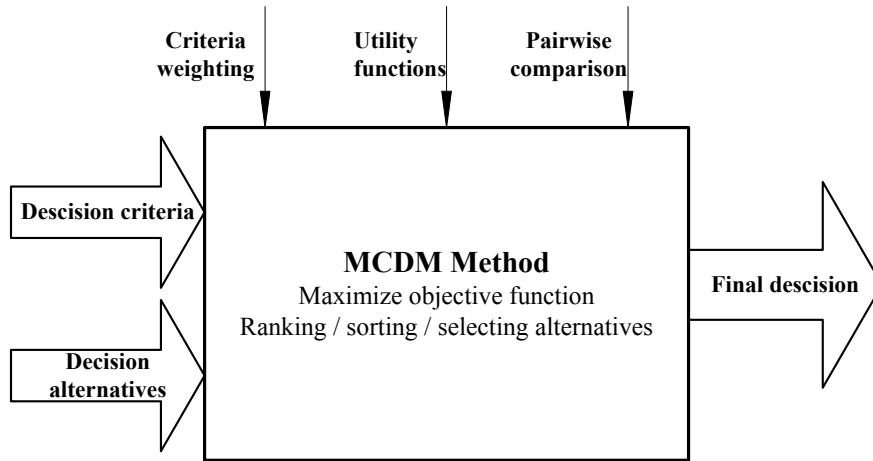 Criteria
weighting
Utility
functions
Pairwise
comparison
Descision criteria
MCDM Method
Maximize objective function
Ranking / sorting / selecting alternatives
Final descision
Decision
alternatives